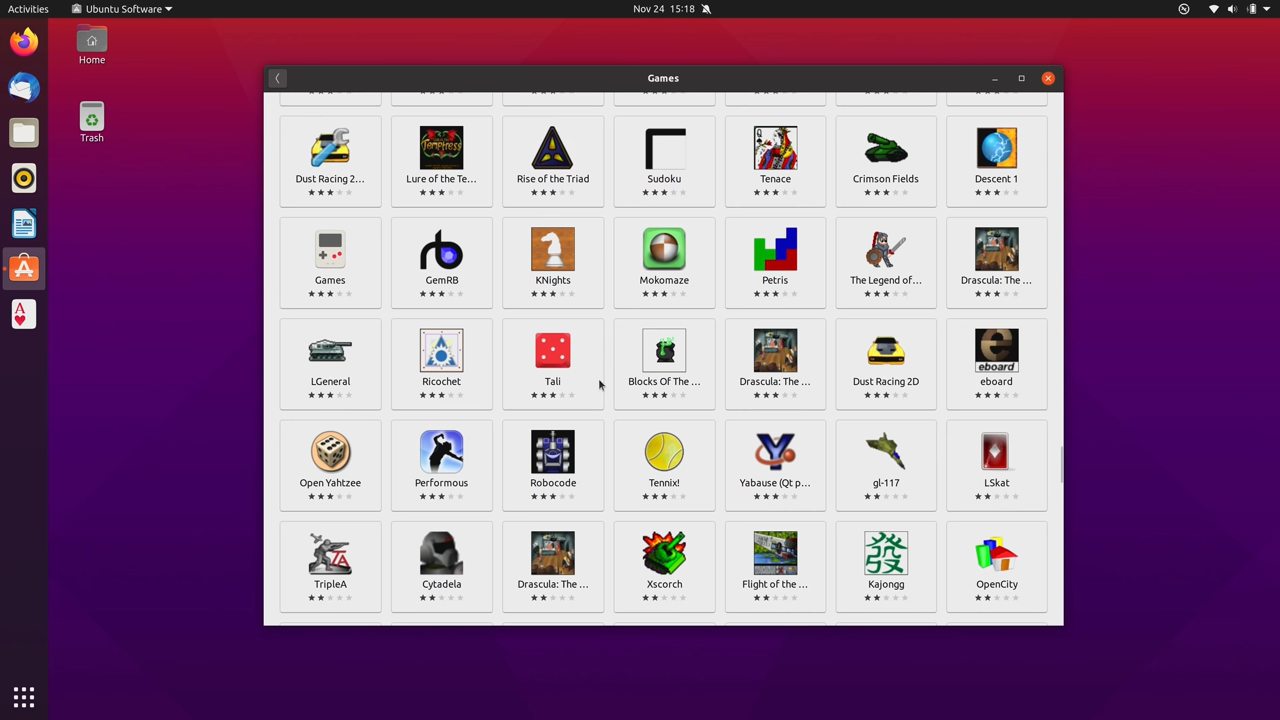 Activities
Ubuntu Software
Nov 24 15:18
Home
Trash
Games
Dust Racing 2...
Lure of the Te...
Rise of the Triad
Sudoku
Tenace
Crimson Fields
Descent 1
Games
GemRB
KNights
Mokomaze
Petris
The Legend of...
Drascula: The ...
LGeneral
Ricochet
Tali
Blocks Of The ...
Drascula: The ...
Dust Racing 2D
eboard
eboard
Open Yahtzee
Performous
Robocode
Tennix!
Yabause (Qt p...
gl-117
LSkat
TripleA
Cytadela
Drascula: The ...
Xscorch
Flight of the ...
Kajongg
OpenCity